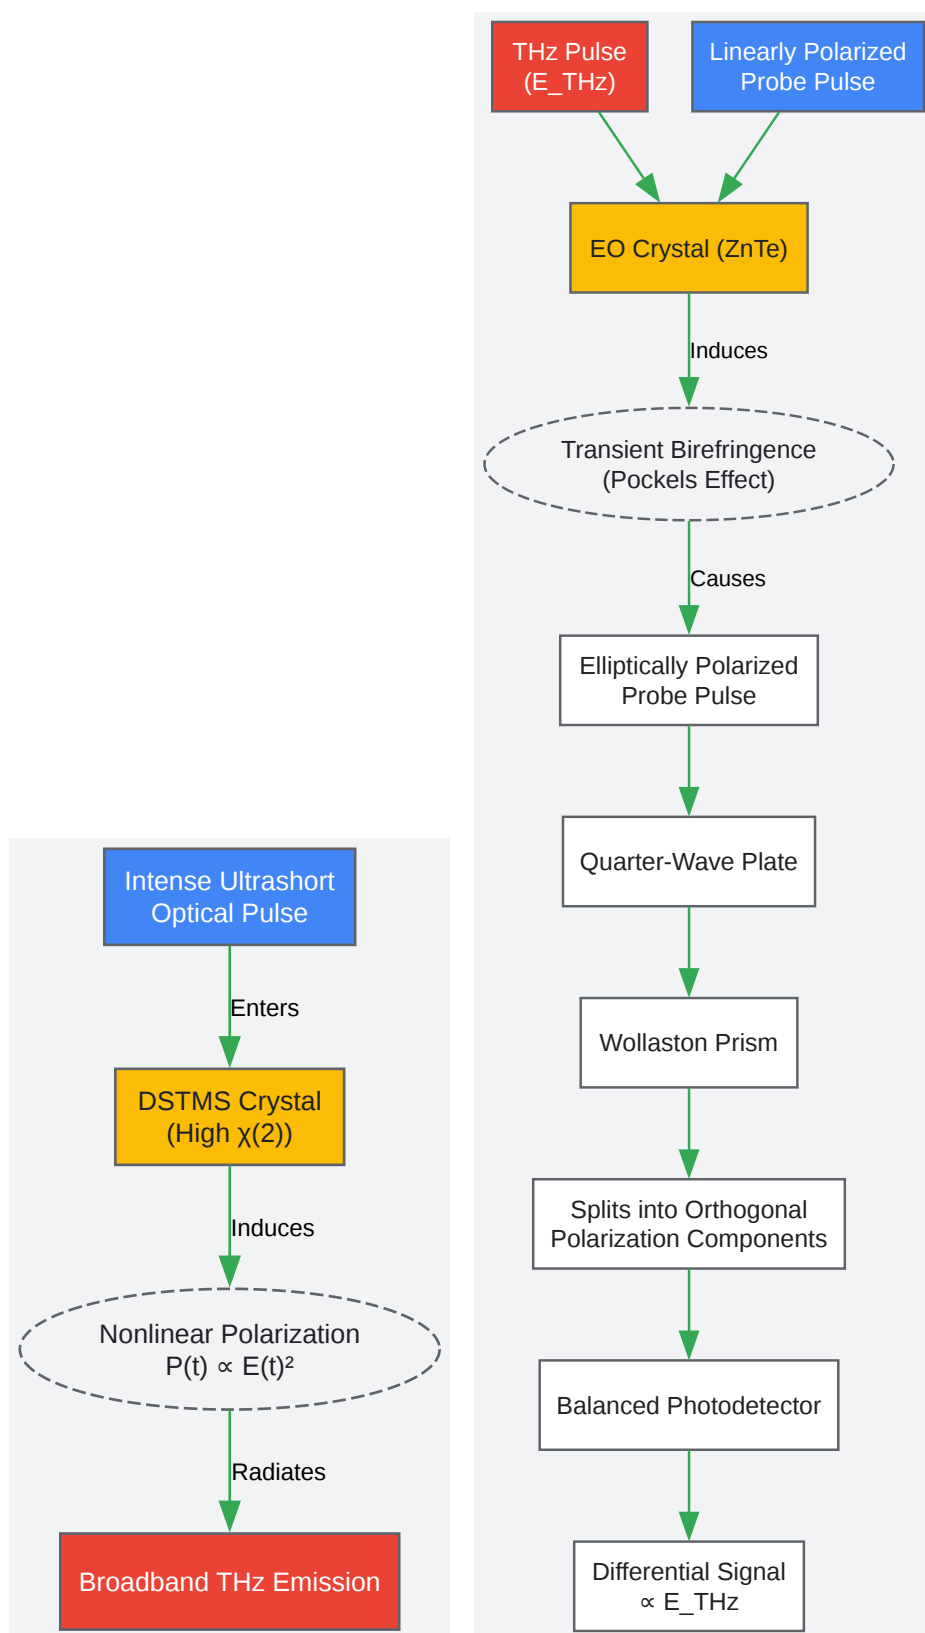 Intense Ultrashort
Optical Pulse
Enters
DSTMS Crystal
(High χ(2))
Induces
Nonlinear Polarization
P(t) ∝ E(t)²
Radiates
Broadband THz Emission
THz Pulse
(E_THz)
Linearly Polarized
Probe Pulse
EO Crystal (ZnTe)
Induces
Transient Birefringence
(Pockels Effect)
Causes
Elliptically Polarized
Probe Pulse
Quarter-Wave Plate
Wollaston Prism
Splits into Orthogonal
Polarization Components
Balanced Photodetector
Differential Signal
∝ E_THz